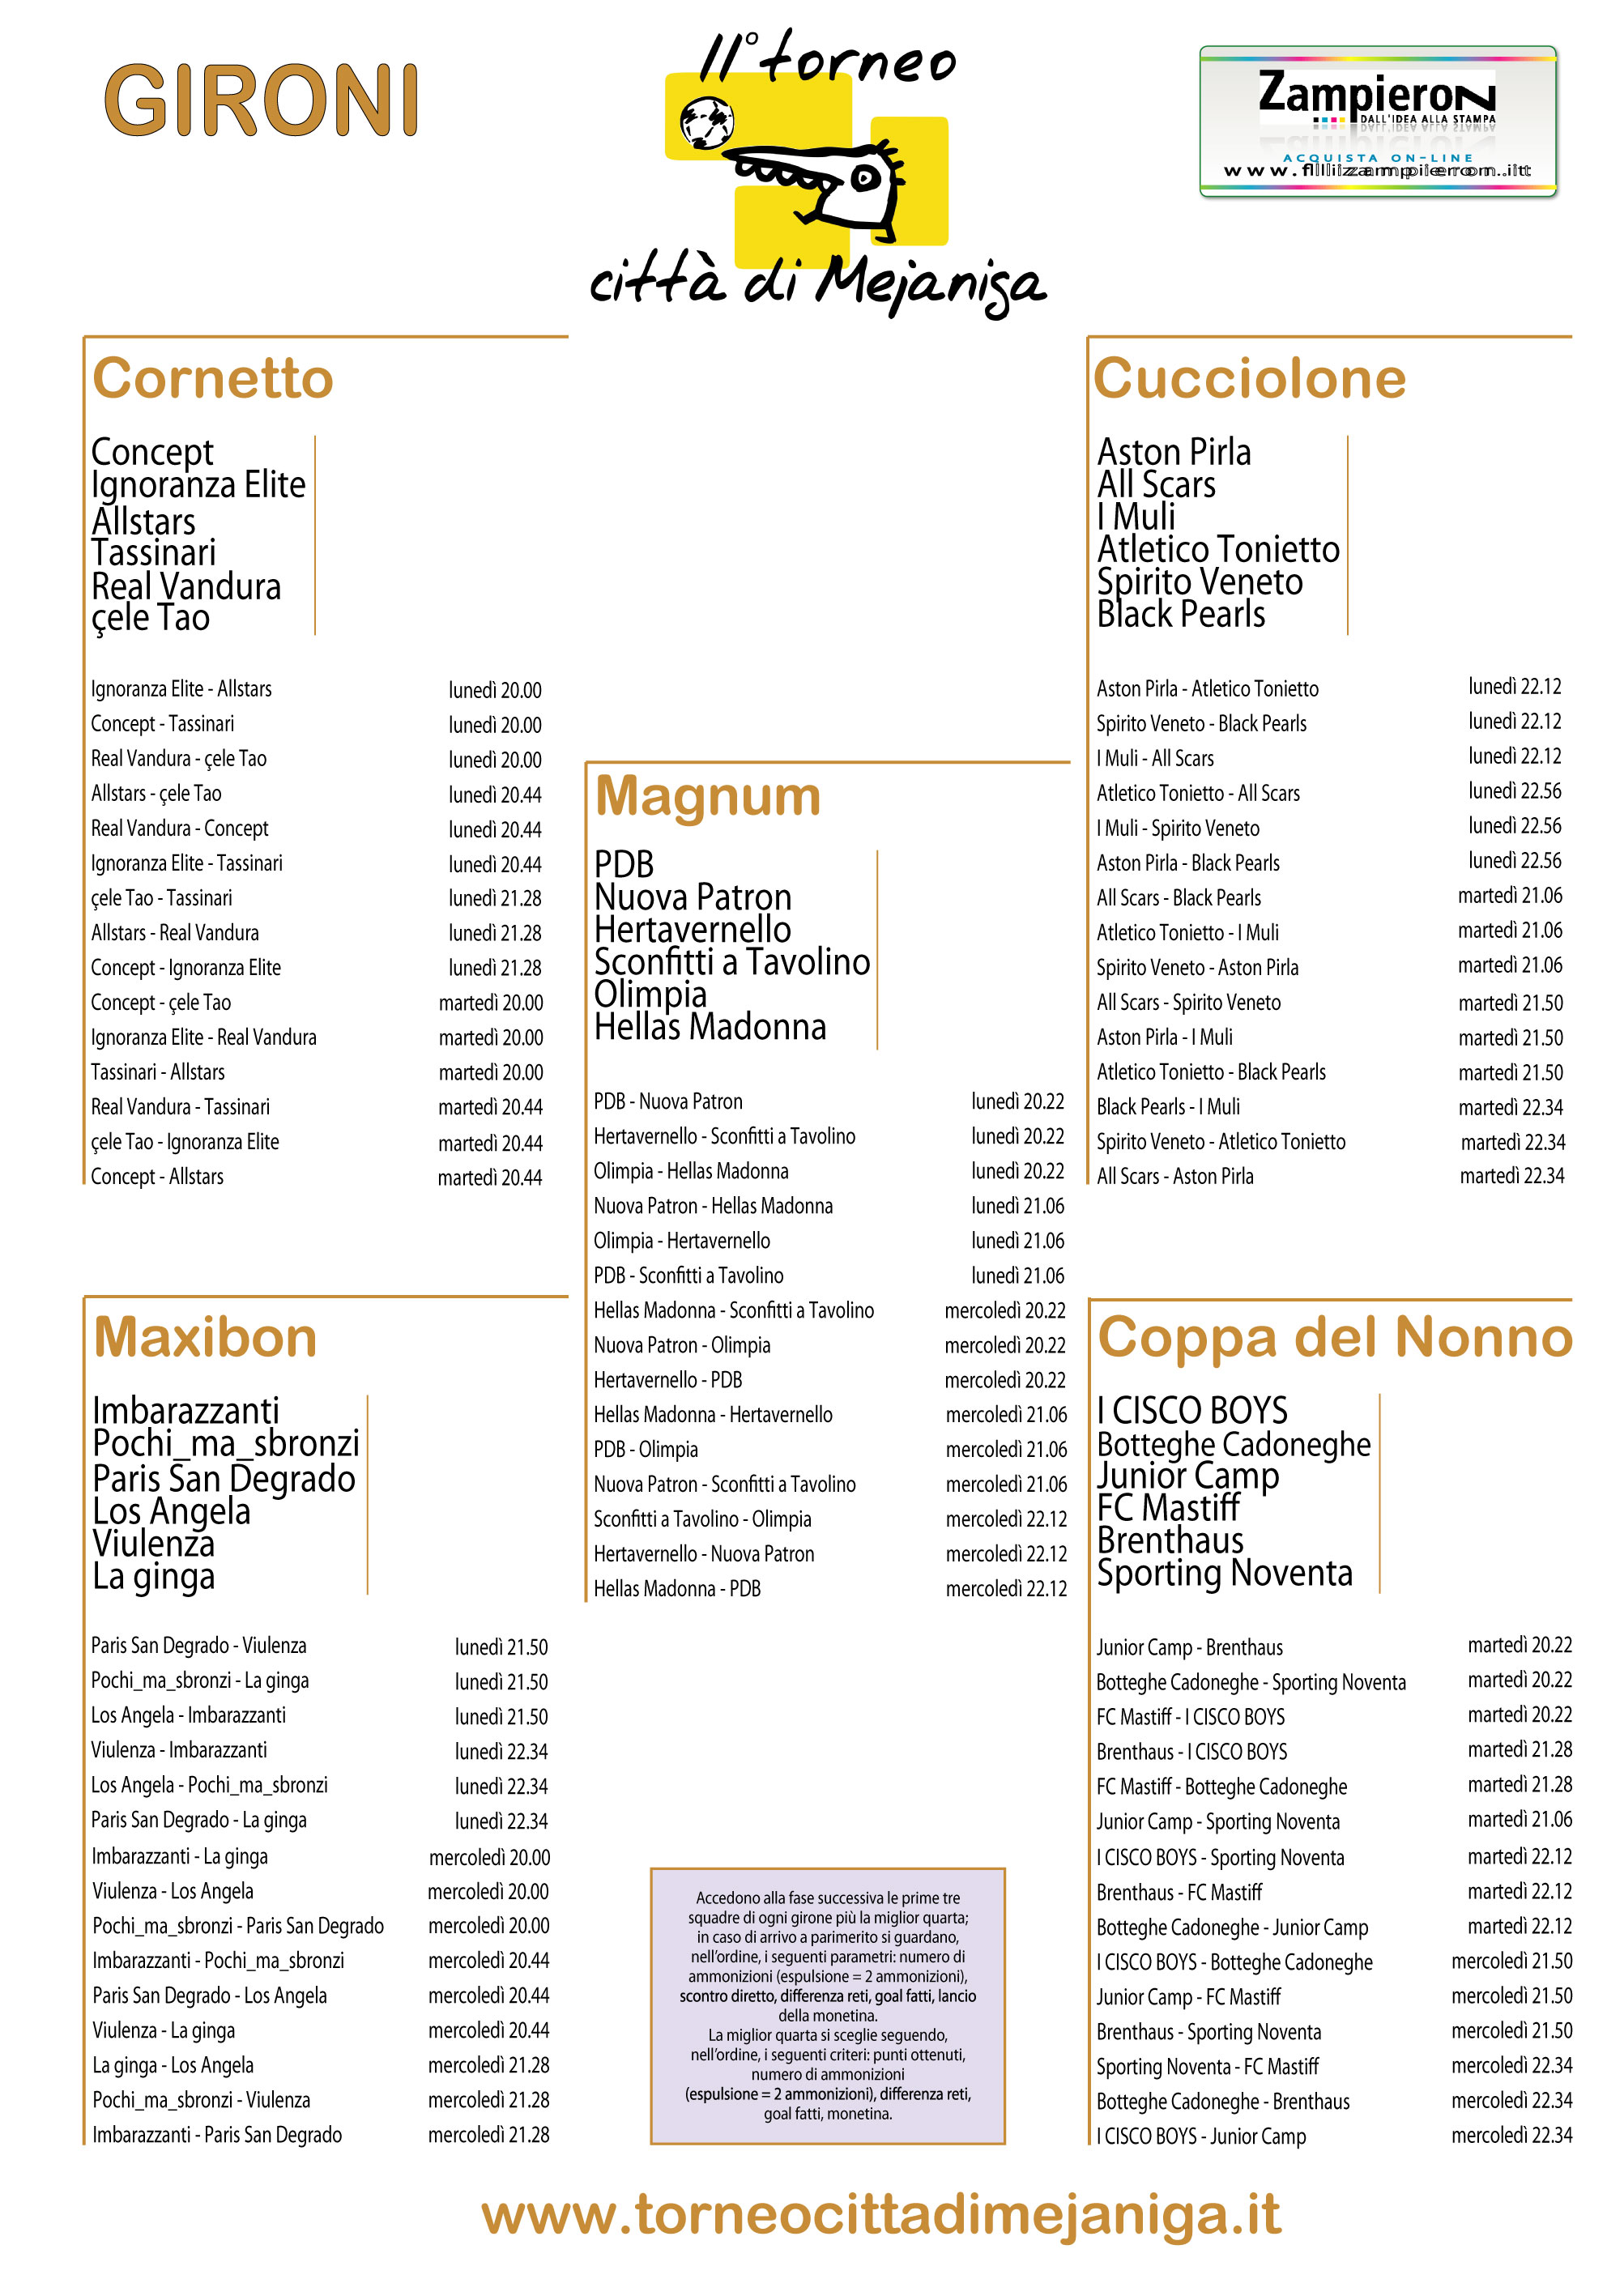 GIRONI
II° torneo
città di Mejaniga
Zampieron
DALL'IDEA ALLA STAMPA
ACQUISTA ON-LINE
www.fllizampieron.it
Cornetto
Concept
Ignoranza Elite
Allstars
Tassinari
Real Vandura
çele Tao
Ignoranza Elite - Allstars lunedì 20.00
Concept - Tassinari lunedì 20.00
Real Vandura - çele Tao lunedì 20.00
Allstars - çele Tao lunedì 20.44
Real Vandura - Concept lunedì 20.44
Ignoranza Elite - Tassinari lunedì 20.44
çele Tao - Tassinari lunedì 21.28
Allstars - Real Vandura lunedì 21.28
Concept - Ignoranza Elite lunedì 21.28
Concept - çele Tao martedì 20.00
Ignoranza Elite - Real Vandura martedì 20.00
Tassinari - Allstars martedì 20.00
Real Vandura - Tassinari martedì 20.44
çele Tao - Ignoranza Elite martedì 20.44
Concept - Allstars martedì 20.44
Maxibon
Imbarazzanti
Pochi_ma_sbronzi
Paris San Degrado
Los Angela
Viulenza
La ginga
Paris San Degrado - Viulenza lunedì 21.50
Pochi_ma_sbronzi - La ginga lunedì 21.50
Los Angela - Imbarazzanti lunedì 21.50
Viulenza - Imbarazzanti lunedì 22.34
Los Angela - Pochi_ma_sbronzi lunedì 22.34
Paris San Degrado - La ginga lunedì 22.34
Imbarazzanti - La ginga mercoledì 20.00
Viulenza - Los Angela mercoledì 20.00
Pochi_ma_sbronzi - Paris San Degrado mercoledì 20.00
Imbarazzanti - Pochi_ma_sbronzi mercoledì 20.44
Paris San Degrado - Los Angela mercoledì 20.44
Viulenza - La ginga mercoledì 20.44
La ginga - Los Angela mercoledì 21.28
Pochi_ma_sbronzi - Viulenza mercoledì 21.28
Imbarazzanti - Paris San Degrado mercoledì 21.28
Magnum
PDB
Nuova Patron
Hertavernello
Sconfitti a Tavolino
Olimpia
Hellas Madonna
PDB - Nuova Patron lunedì 20.22
Hertavernello - Sconfitti a Tavolino lunedì 20.22
Olimpia - Hellas Madonna lunedì 20.22
Nuova Patron - Hellas Madonna lunedì 21.06
Olimpia - Hertavernello lunedì 21.06
PDB - Sconfitti a Tavolino lunedì 21.06
Hellas Madonna - Sconfitti a Tavolino mercoledì 20.22
Nuova Patron - Olimpia mercoledì 20.22
Hertavernello - PDB mercoledì 20.22
Hellas Madonna - Hertavernello mercoledì 21.06
PDB - Olimpia mercoledì 21.06
Nuova Patron - Sconfitti a Tavolino mercoledì 21.06
Sconfitti a Tavolino - Olimpia mercoledì 22.12
Hertavernello - Nuova Patron mercoledì 22.12
Hellas Madonna - PDB mercoledì 22.12
Accedono alla fase successiva le prime tre
squadre di ogni girone più la miglior quarta;
in caso di arrivo a parimerito si guardano,
nell'ordine, i seguenti parametri: numero di
ammonizioni (espulsione = 2 ammonizioni),
scontro diretto, differenza reti, goal fatti, lancio
della monetina.
La miglior quarta si sceglie seguendo,
nell'ordine, i seguenti criteri: punti ottenuti,
numero di ammonizioni
(espulsione = 2 ammonizioni), differenza reti,
goal fatti, monetina.
Cucciolone
Aston Pirla
All Scars
I Muli
Atletico Tonietto
Spirito Veneto
Black Pearls
Aston Pirla - Atletico Tonietto lunedì 22.12
Spirito Veneto - Black Pearls lunedì 22.12
I Muli - All Scars lunedì 22.12
Atletico Tonietto - All Scars lunedì 22.56
I Muli - Spirito Veneto lunedì 22.56
Aston Pirla - Black Pearls lunedì 22.56
All Scars - Black Pearls martedì 21.06
Atletico Tonietto - I Muli martedì 21.06
Spirito Veneto - Aston Pirla martedì 21.06
All Scars - Spirito Veneto martedì 21.50
Aston Pirla - I Muli martedì 21.50
Atletico Tonietto - Black Pearls martedì 21.50
Black Pearls - I Muli martedì 22.34
Spirito Veneto - Atletico Tonietto martedì 22.34
All Scars - Aston Pirla martedì 22.34
Coppa del Nonno
I CISCO BOYS
Botteghe Cadoneghe
Junior Camp
FC Mastiff
Brenthaus
Sporting Noventa
Junior Camp - Brenthaus martedì 20.22
Botteghe Cadoneghe - Sporting Noventa martedì 20.22
FC Mastiff - I CISCO BOYS martedì 20.22
Brenthaus - I CISCO BOYS martedì 21.28
FC Mastiff - Botteghe Cadoneghe martedì 21.28
Junior Camp - Sporting Noventa martedì 21.06
I CISCO BOYS - Sporting Noventa martedì 22.12
Brenthaus - FC Mastiff martedì 22.12
Botteghe Cadoneghe - Junior Camp martedì 22.12
I CISCO BOYS - Botteghe Cadoneghe mercoledì 21.50
Junior Camp - FC Mastiff mercoledì 21.50
Brenthaus - Sporting Noventa mercoledì 21.50
Sporting Noventa - FC Mastiff mercoledì 22.34
Botteghe Cadoneghe - Brenthaus mercoledì 22.34
I CISCO BOYS - Junior Camp mercoledì 22.34
www.torneocittadimejaniga.it